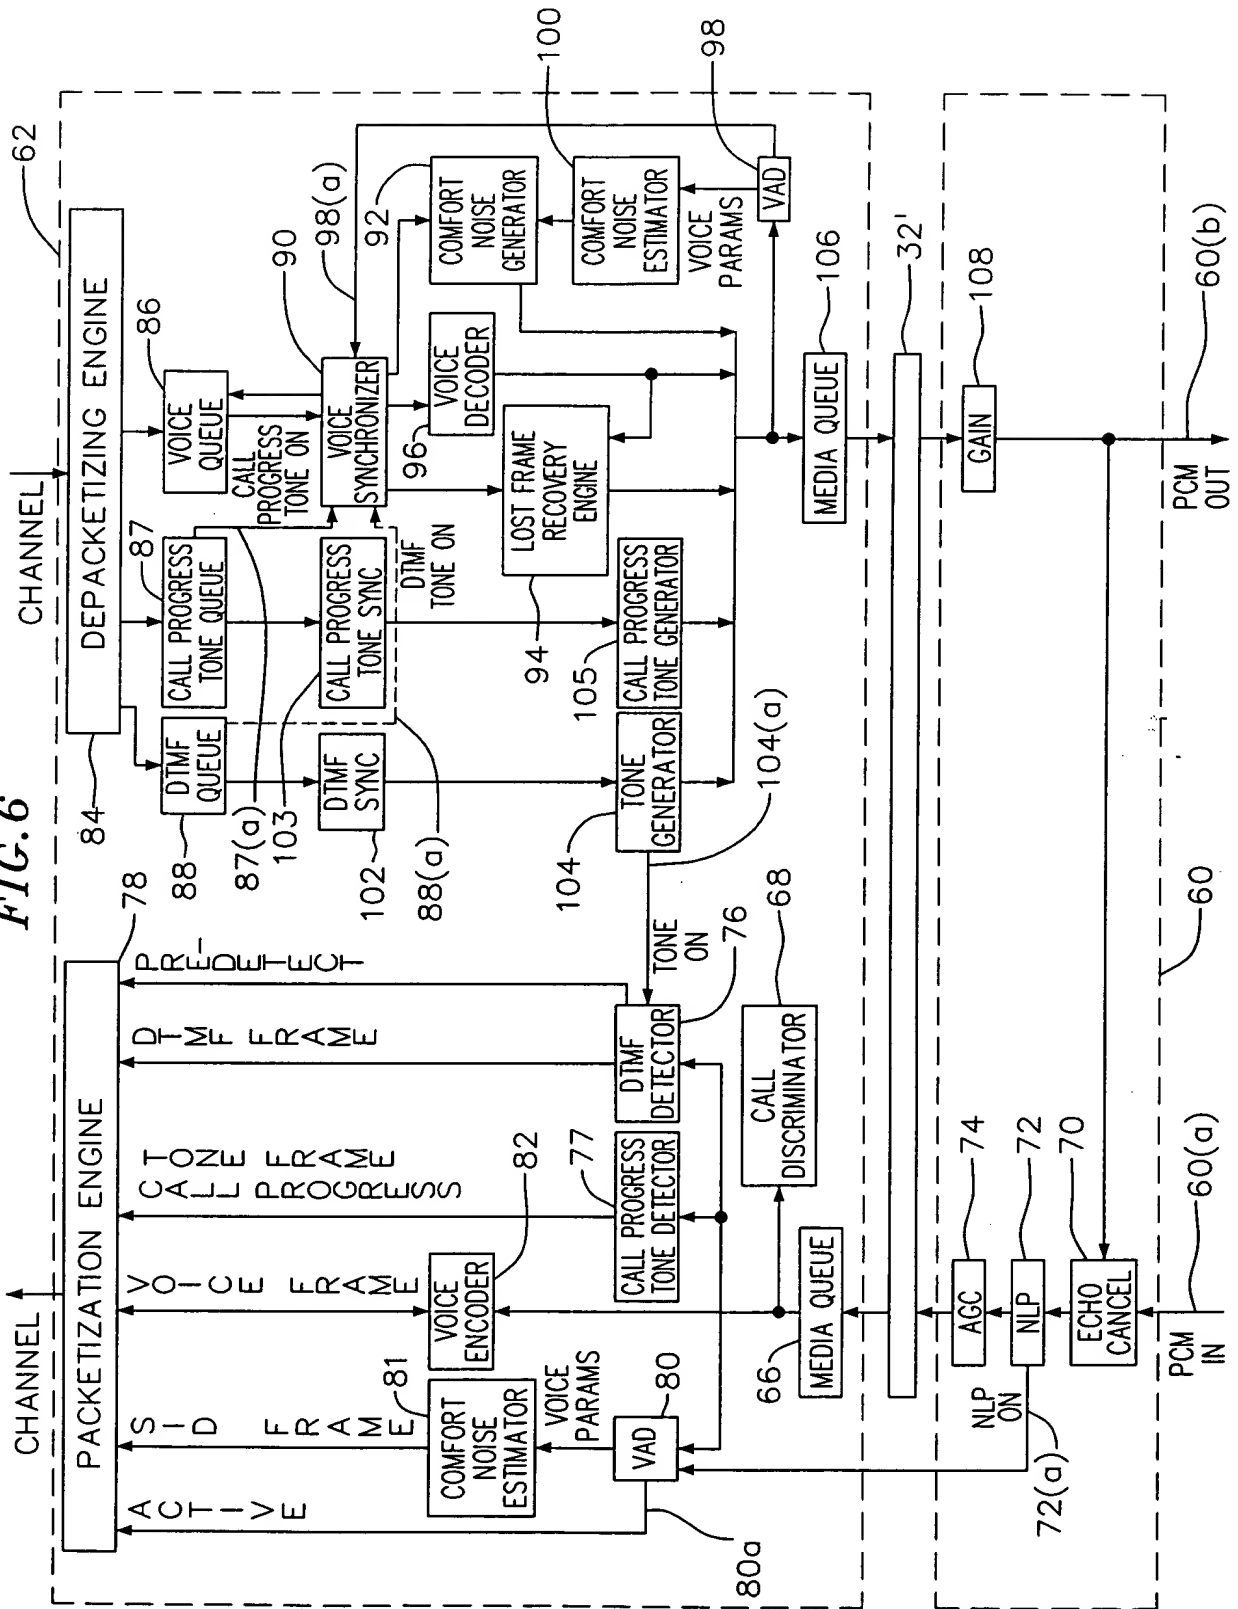 FIG. 6
CHANNEL
CHANNEL
62
PACKETIZATION ENGINE
78
84
DEPACKETIZING ENGINE
ACTIVE
SID FRAME
VOICE FRAME
CALL PROGRESS
TONE FRAME
DTMF FRAME
PRE-
DETECT
88
DTMF
QUEUE
87
CALL PROGRESS
TONE QUEUE
VOICE
QUEUE
86
87(a)
CALL
PROGRESS
TONE ON
90
103
102
DTMF
SYNC
CALL PROGRESS
TONE SYNC
VOICE
SYNCHRONIZER
98(a)
88(a)
DTMF
TONE ON
92
81
COMFORT
NOISE
ESTIMATOR
VOICE
ENCODER
82
96
VOICE
DECODER
COMFORT
NOISE
GENERATOR
94
LOST FRAME
RECOVERY
ENGINE
100
COMFORT
NOISE
ESTIMATOR
VOICE
PARAMS
VOICE
PARAMS
80
VAD
80a
77
CALL PROGRESS
TONE DETECTOR
DTMF
DETECTOR
76
TONE
ON
104
TONE
GENERATOR
104(a)
105
CALL PROGRESS
TONE GENERATOR
98
VAD
CALL
DISCRIMINATOR
68
66
MEDIA QUEUE
MEDIA QUEUE
106
32'
NLP
ON
72(a)
AGC
74
NLP
72
ECHO
CANCEL
70
GAIN
108
60
PCM
IN
60(a)
PCM
OUT
60(b)